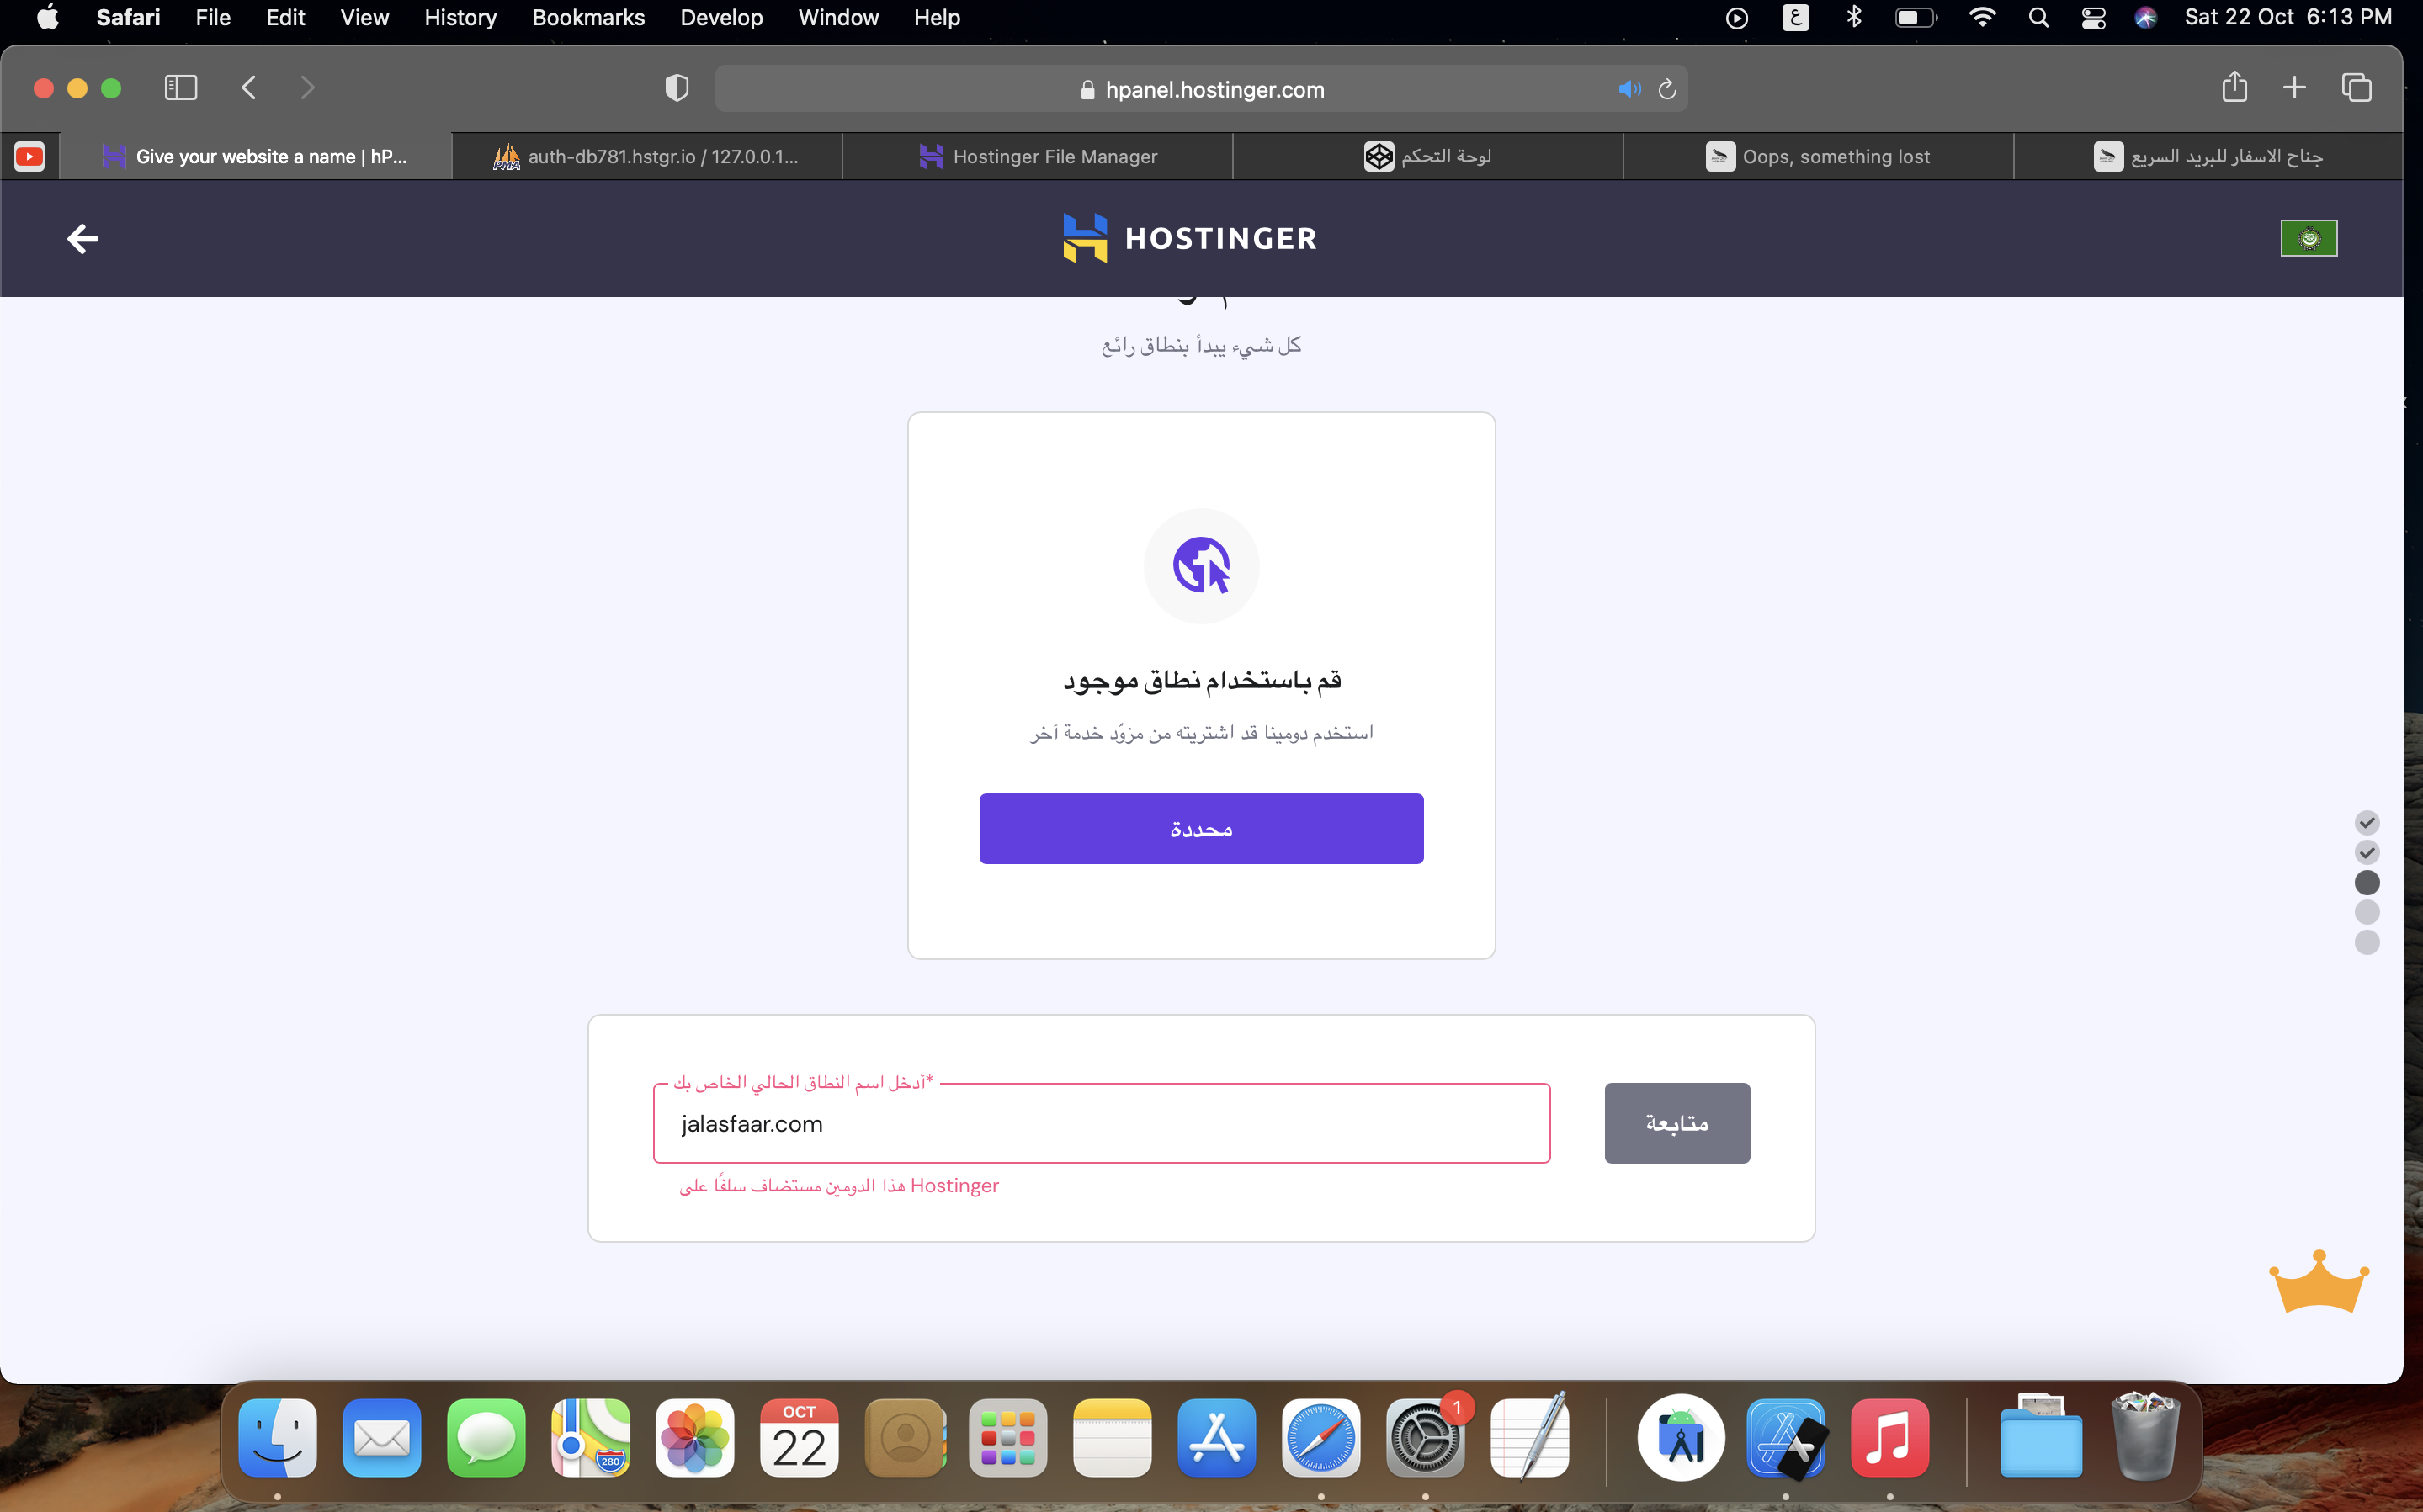 Safari File Edit View History Bookmarks Develop Window Help ع Sat 22 Oct 6:13 PM
hpanel.hostinger.com
Give your website a name | hP...
auth-db781.hstgr.io / 127.0.0.1...
Hostinger File Manager
لوحة التحكم
Oops, something lost
جناح الاسفار للبريد السريع
HOSTINGER
كل شيء يبدأ بنطاق رائع
قم باستخدام نطاق موجود
استخدم دومينا قد اشتريته من مزوّد خدمة آخر
محددة
أدخل اسم النطاق الحالي الخاص بك*
jalasfaar.com
متابعة
هذا الدومين مستضاف سلفًا على Hostinger
OCT
22
280
1